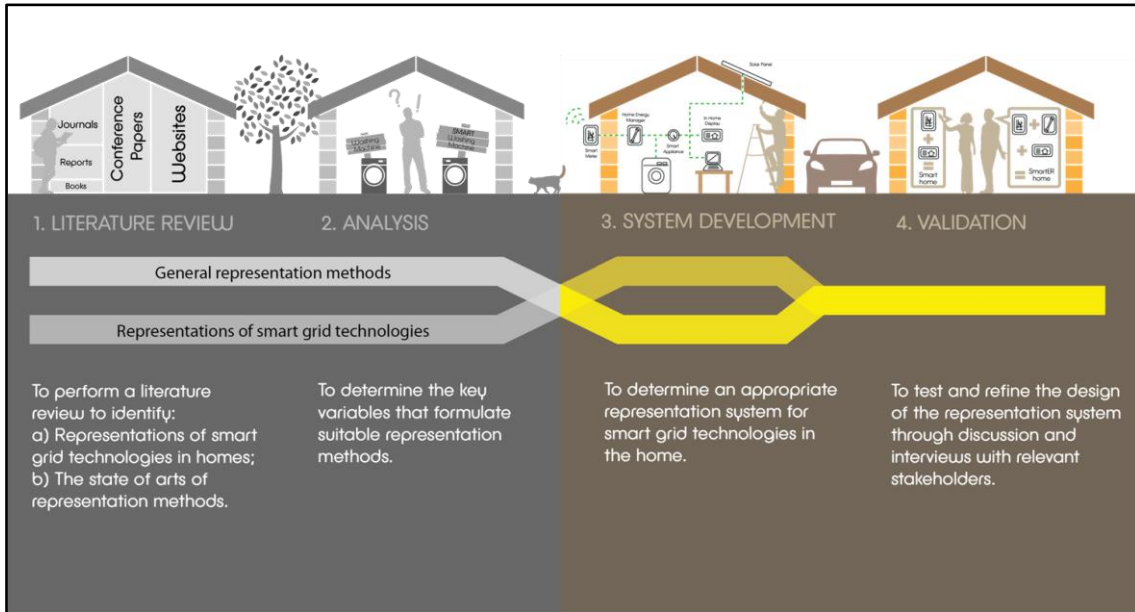 Journals
Reports
Books
Conference
Papers
Websites
? !
Washing
Machine
SMART
Washing
Machine
Solar Panel
Home Energy
Manager
In Home
Display
Smart
Meter
Smart
Appliance
+
=
Smart
home
+
+
=
SmartER
home
1. LITERATURE REVIEW
2. ANALYSIS
3. SYSTEM DEVELOPMENT
4. VALIDATION
General representation methods
Representations of smart grid technologies
To perform a literature
review to identify:
a) Representations of smart
grid technologies in homes;
b) The state of arts of
representation methods.
To determine the key
variables that formulate
suitable representation
methods.
To determine an appropriate
representation system for
smart grid technologies in
the home.
To test and refine the design
of the representation system
through discussion and
interviews with relevant
stakeholders.